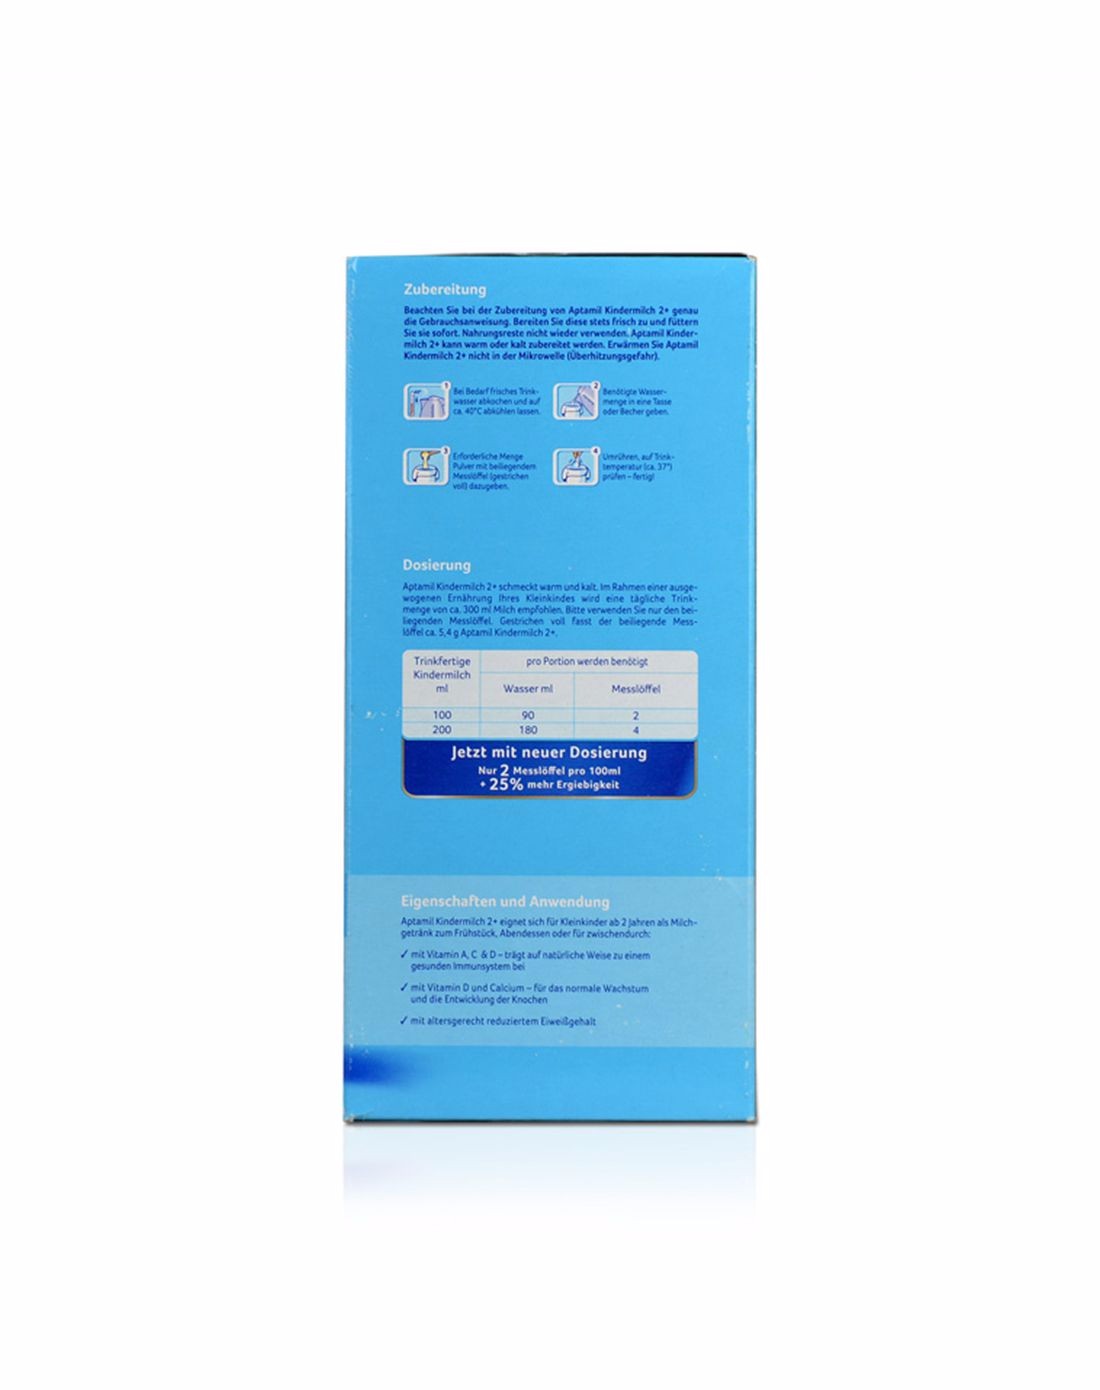 Zubereitung
Beachten Sie bei der Zubereitung von Aptamil Kindermilch 2+ genau
die Gebrauchsanweisung. Bereiten Sie diese stets frisch zu und füttern
Sie sie sofort. Nahrungsreste nicht wieder verwenden. Aptamil Kinder-
milch 2+ kann warm oder kalt zubereitet werden. Erwärmen Sie Aptamil
Kindermilch 2+ nicht in der Mikrowelle (Überhitzungsgefahr).
1
Bei Bedarf frisches Trink-
wasser abkochen und auf
ca. 40°C abkühlen lassen.
2
Benötigte Wasser-
menge in eine Tasse
oder Becher geben.
3
Erforderliche Menge
Pulver mit beiliegendem
Messlöffel (gestrichen
voll) dazugeben.
4
Umrühren, auf Trink-
temperatur (ca. 37°)
prüfen – fertig!
Dosierung
Aptamil Kindermilch 2+ schmeckt warm und kalt. Im Rahmen einer ausge-
wogenen Ernährung Ihres Kleinkindes wird eine tägliche Trink-
menge von ca. 300 ml Milch empfohlen. Bitte verwenden Sie nur den bei-
liegenden Messlöffel. Gestrichen voll fasst der beiliegende Mess-
löffel ca. 5,4 g Aptamil Kindermilch 2+.
Trinkfertige pro Portion werden benötigt
Kindermilch
ml Wasser ml Messlöffel
100 90 2
200 180 4
Jetzt mit neuer Dosierung
Nur 2 Messlöffel pro 100ml
+ 25% mehr Ergiebigkeit
Eigenschaften und Anwendung
Aptamil Kindermilch 2+ eignet sich für Kleinkinder ab 2 Jahren als Milch-
getränk zum Frühstück, Abendessen oder für zwischendurch:
✓ mit Vitamin A, C & D – trägt auf natürliche Weise zu einem
gesunden Immunsystem bei
✓ mit Vitamin D und Calcium – für das normale Wachstum
und die Entwicklung der Knochen
✓ mit altersgerecht reduziertem Eiweißgehalt